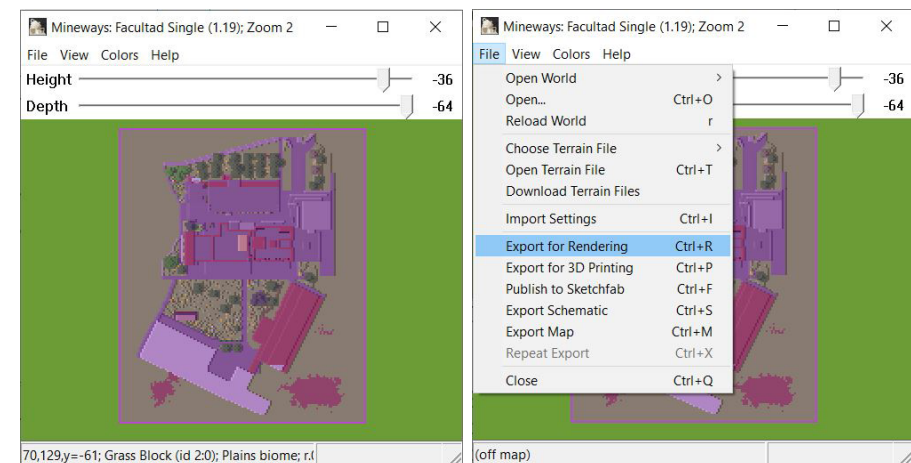 Mineways: Facultad Single (1.19); Zoom 2
File View Colors Help
Height -36
Depth -64
70,129,y=-61; Grass Block (id 2:0); Plains biome; r.(
Mineways: Facultad Single (1.19); Zoom 2
File View Colors Help
-36
-64
Open World >
Open... Ctrl+O
Reload World r
Choose Terrain File >
Open Terrain File Ctrl+T
Download Terrain Files
Import Settings Ctrl+I
Export for Rendering Ctrl+R
Export for 3D Printing Ctrl+P
Publish to Sketchfab Ctrl+F
Export Schematic Ctrl+S
Export Map Ctrl+M
Repeat Export Ctrl+X
Close Ctrl+Q
(off map)